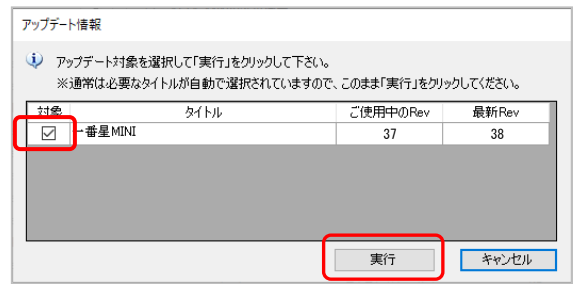 アップデート情報
アップデート対象を選択して「実行」をクリックして下さい。
※通常は必要なタイトルが自動で選択されていますので、このまま「実行」をクリックしてください。
対象 タイトル ご使用中のRev 最新Rev
一番星MINI 37 38
実行 キャンセル